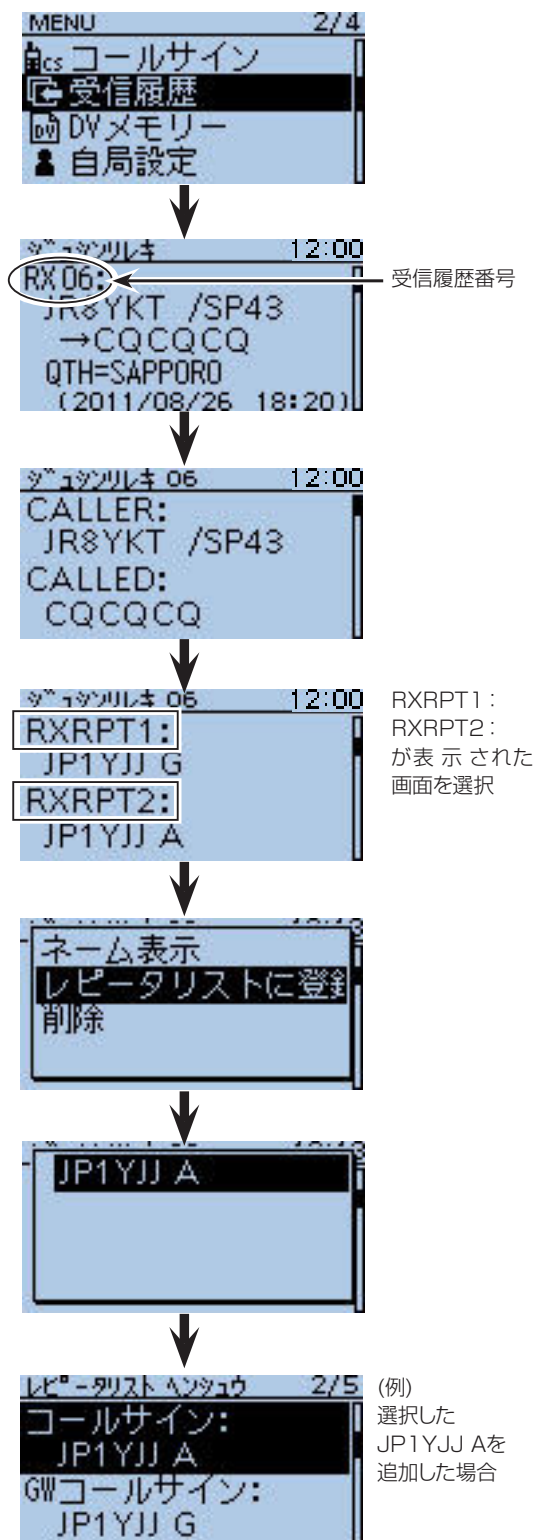 MENU 2/4
CS コールサイン
受信履歴
DV DVメモリー
自局設定
ジュシンリレキ 12:00
RX 06:
受信履歴番号
JR8YKT /SP43
→CQCQCQ
QTH=SAPPORO
(2011/08/26 18:20)
ジュシンリレキ 06 12:00
CALLER:
JR8YKT /SP43
CALLED:
CQCQCQ
ジュシンリレキ 06 12:00
RXRPT1:
JP1YJJ G
RXRPT2:
JP1YJJ A
RXRPT1：
RXRPT2：
が表示された
画面を選択
ネーム表示
レピータリストに登録
削除
JP1YJJ A
レピータリスト ヘンシュウ 2/5
コールサイン:
JP1YJJ A
GWコールサイン:
JP1YJJ G
(例)
選択した
JP1YJJ Aを
追加した場合